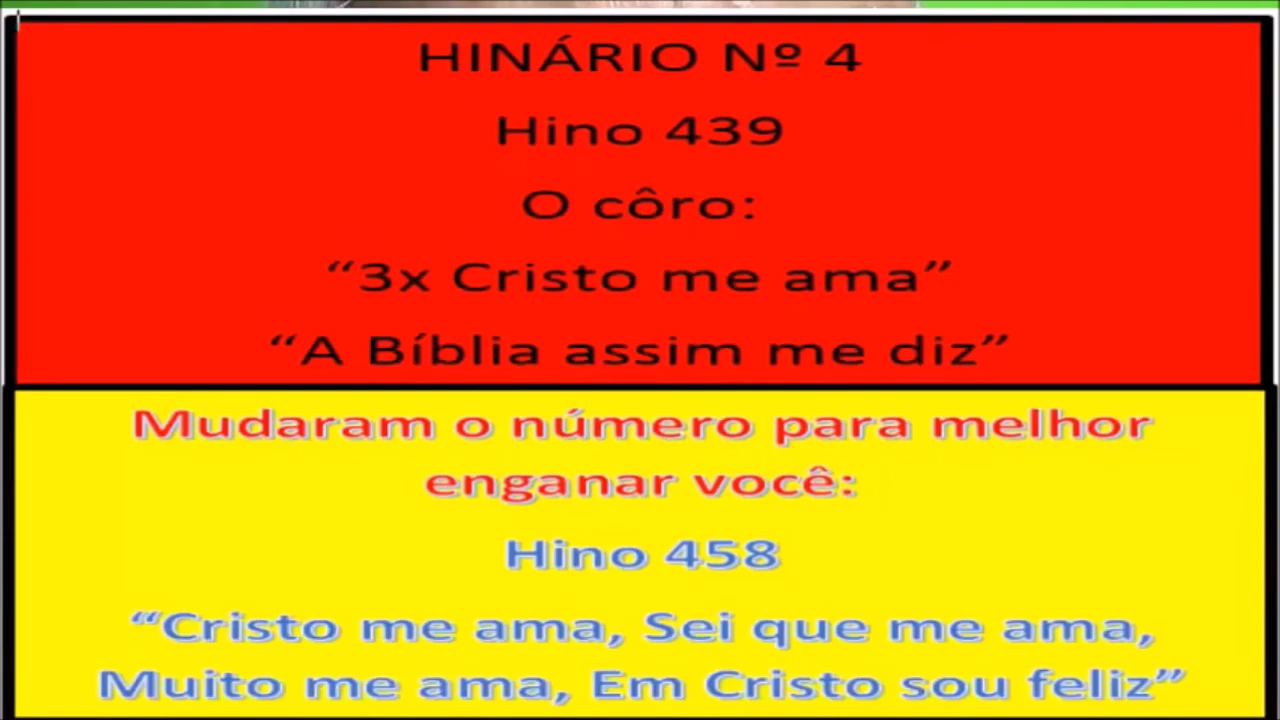 HINÁRIO Nº 4
Hino 439
O côro:
“3x Cristo me ama”
“A Bíblia assim me diz”
Mudaram o número para melhor
enganar você:
Hino 458
“Cristo me ama, Sei que me ama,
Muito me ama, Em Cristo sou feliz”